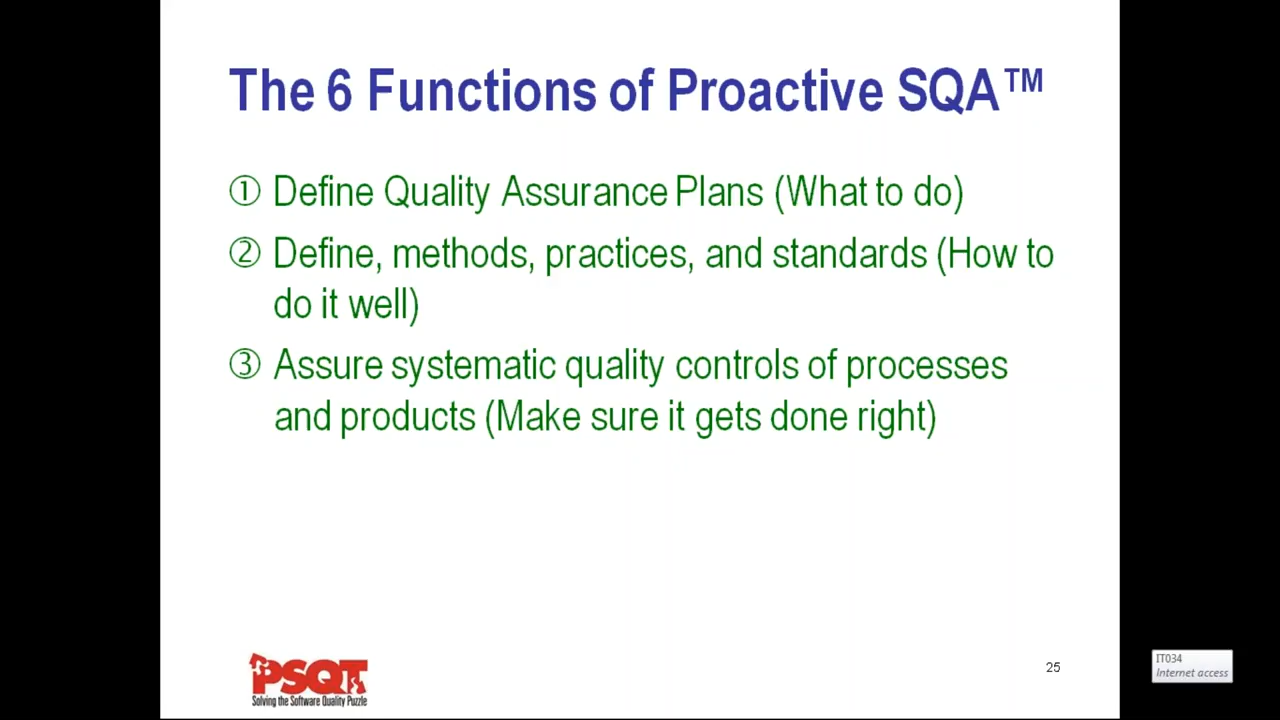 The 6 Functions of Proactive SQA™
① Define Quality Assurance Plans (What to do)
② Define, methods, practices, and standards (How to
do it well)
③ Assure systematic quality controls of processes
and products (Make sure it gets done right)
PSQT
Solving the Software Quality Puzzle
25
IT034
Internet access